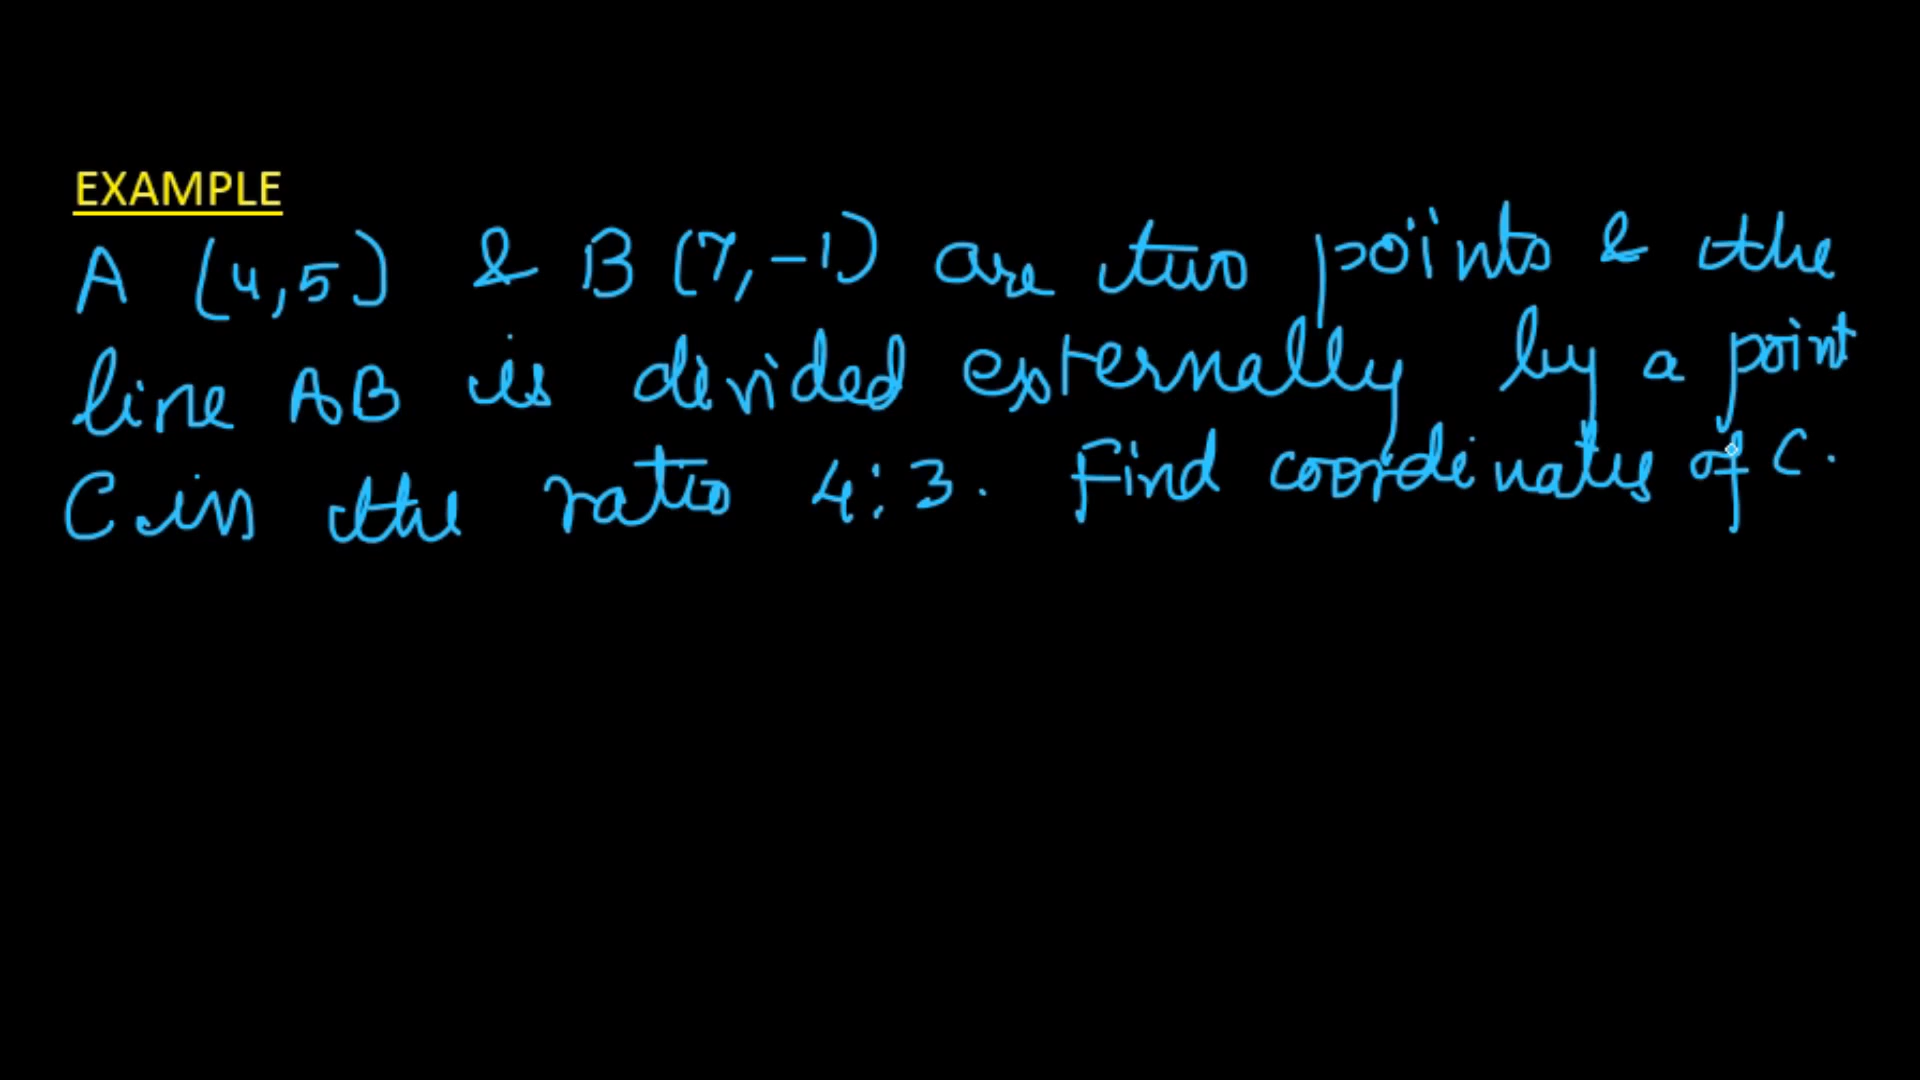 EXAMPLE
A (4,5) & B (7,-1) are two points & the
line AB is divided externally by a point
C in the ratio 4:3. Find coordinates of C.